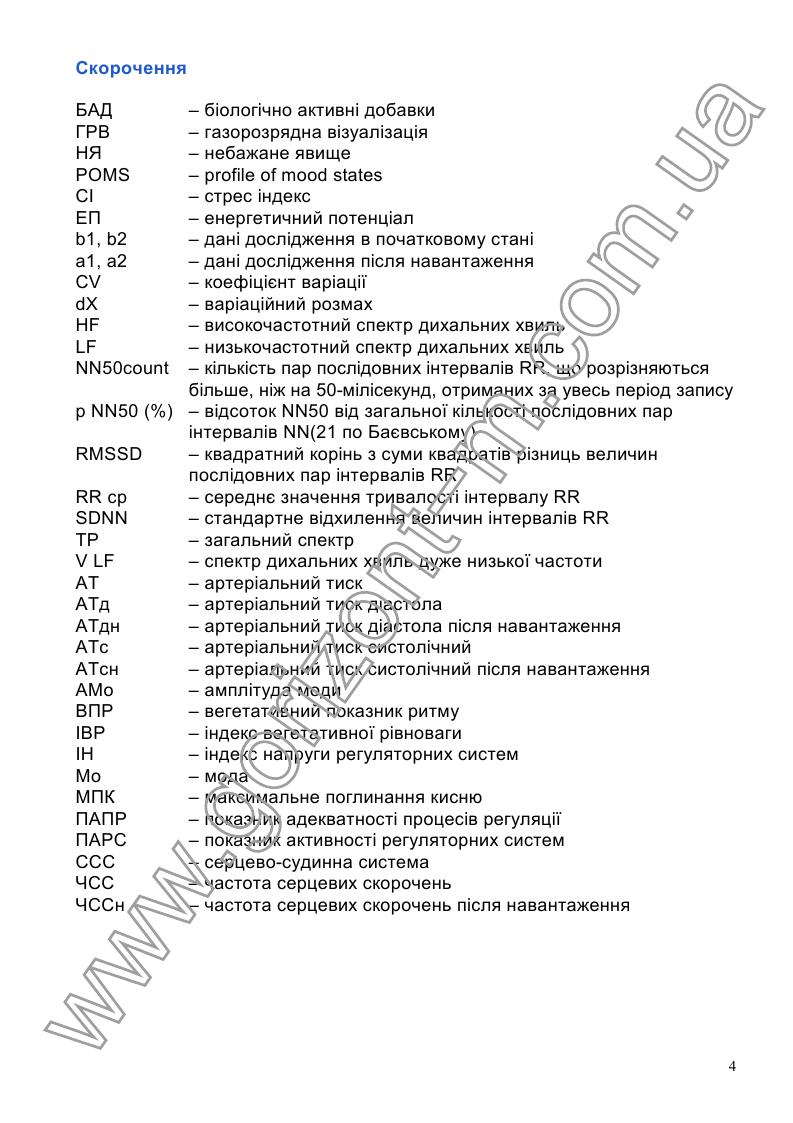 Скорочення
БАД – біологічно активні добавки
ГРВ – газорозрядна візуалізація
НЯ – небажане явище
POMS – profile of mood states
СІ – стрес індекс
ЕП – енергетичний потенціал
b1, b2 – дані дослідження в початковому стані
a1, a2 – дані дослідження після навантаження
CV – коефіцієнт варіації
dX – варіаційний розмах
HF – високочастотний спектр дихальних хвиль
LF – низькочастотний спектр дихальних хвиль
NN50count – кількість пар послідовних інтервалів RR, що розрізняються
більше, ніж на 50-мілісекунд, отриманих за увесь період запису
p NN50 (%) – відсоток NN50 від загальної кількості послідовних пар
інтервалів NN(21 по Баєвському)
RMSSD – квадратний корінь з суми квадратів різниць величин
послідовних пар інтервалів RR
RR ср – середнє значення тривалості інтервалу RR
SDNN – стандартне відхилення величин інтервалів RR
TP – загальний спектр
V LF – спектр дихальних хвиль дуже низької частоти
АТ – артеріальний тиск
АТд – артеріальний тиск діастола
АТдн – артеріальний тиск діастола після навантаження
АТс – артеріальний тиск систолічний
АТсн – артеріальний тиск систолічний після навантаження
АМо – амплітуда моди
ВПР – вегетативний показник ритму
ІВР – індекс вегетативної рівноваги
ІН – індекс напруги регуляторних систем
Мо – мода
МПК – максимальне поглинання кисню
ПАПР – показник адекватності процесів регуляції
ПАРС – показник активності регуляторних систем
ССС – серцево-судинна система
ЧСС – частота серцевих скорочень
ЧССн – частота серцевих скорочень після навантаження
www.gorizont-m.com.ua
4